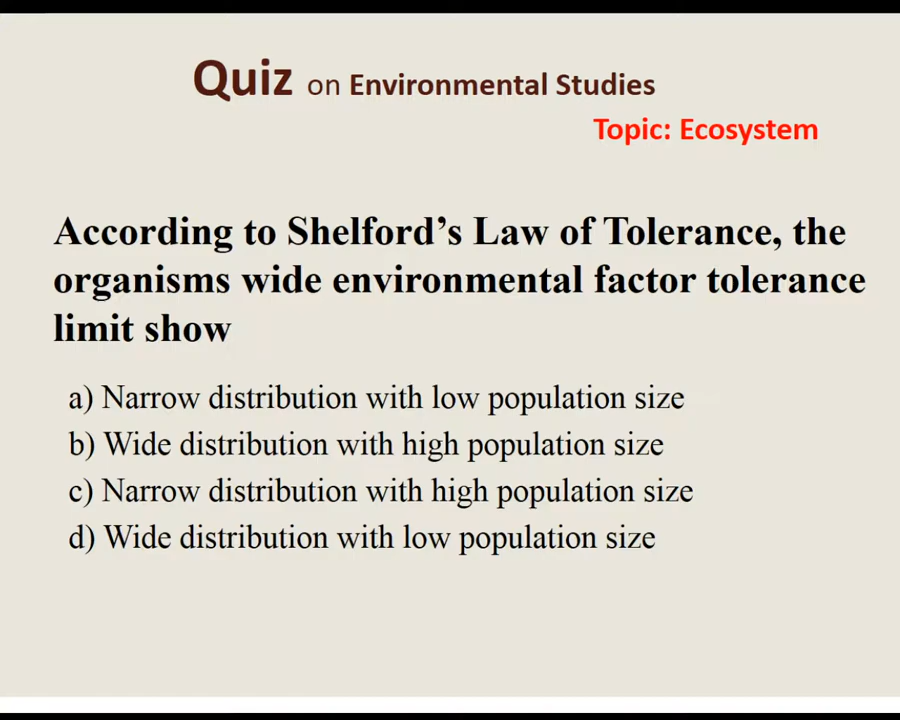 Quiz on Environmental Studies
Topic: Ecosystem
According to Shelford’s Law of Tolerance, the
organisms wide environmental factor tolerance
limit show
a) Narrow distribution with low population size
b) Wide distribution with high population size
c) Narrow distribution with high population size
d) Wide distribution with low population size